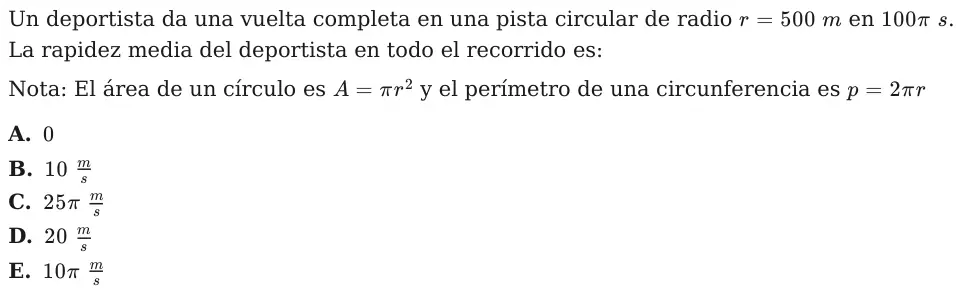 Un deportista da una vuelta completa en una pista circular de radio r = 500 m en 100π s.
La rapidez media del deportista en todo el recorrido es:
Nota: El área de un círculo es A = πr² y el perímetro de una circunferencia es p = 2πr
A. 0
B. 10 m/s
C. 25π m/s
D. 20 m/s
E. 10π m/s